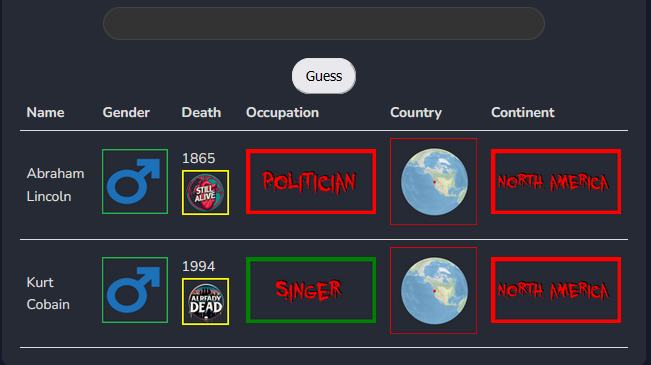 Guess
Name Gender Death Occupation Country Continent
Abraham Lincoln
1865
STILL ALIVE
POLITICIAN
NORTH AMERICA
Kurt Cobain
1994
ALREADY DEAD
SINGER
NORTH AMERICA